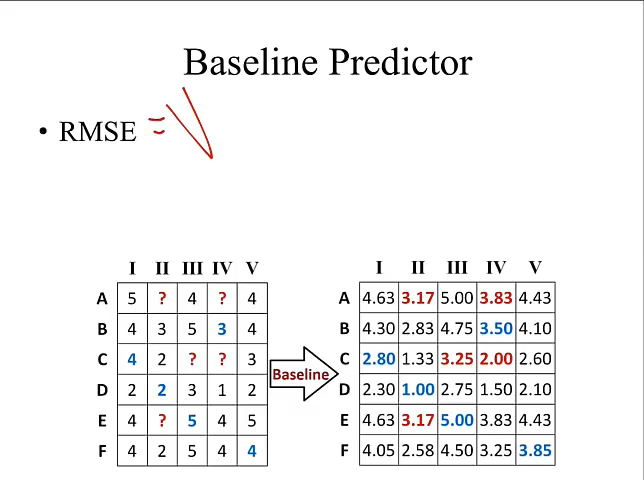 Baseline Predictor
• RMSE =
I II III IV V
A 5 ? 4 ? 4
B 4 3 5 3 4
C 4 2 ? ? 3
D 2 2 3 1 2
E 4 ? 5 4 5
F 4 2 5 4 4
Baseline
I II III IV V
A 4.63 3.17 5.00 3.83 4.43
B 4.30 2.83 4.75 3.50 4.10
C 2.80 1.33 3.25 2.00 2.60
D 2.30 1.00 2.75 1.50 2.10
E 4.63 3.17 5.00 3.83 4.43
F 4.05 2.58 4.50 3.25 3.85